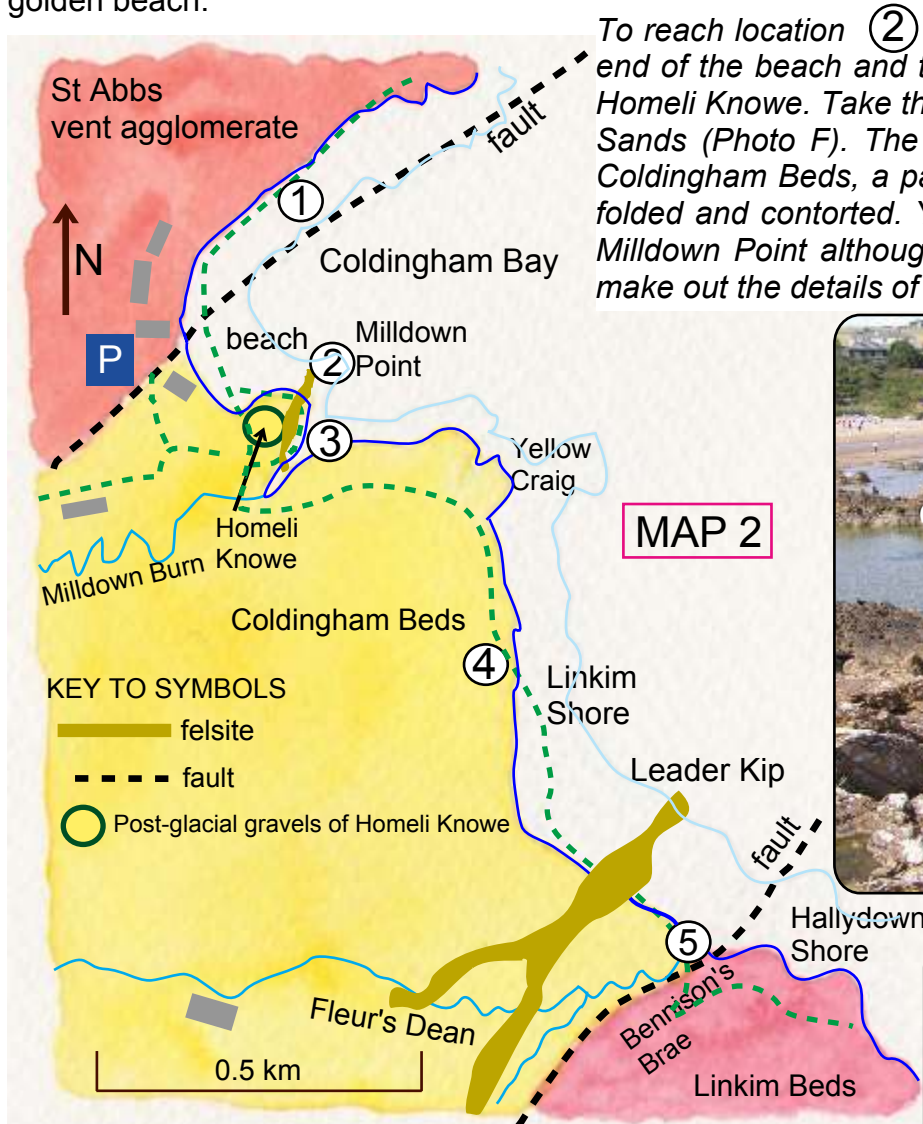 golden beach.
To reach location 2
end of the beach and
Homeli Knowe. Take
Sands (Photo F). The
Coldingham Beds, a
folded and contorted.
Milldown Point
make out the details of
St Abbs
vent agglomerate
fault
1
N
Coldingham Bay
P
beach
Milldown
Point
2
3
Yellow
Craig
MAP 2
Homeli
Knowe
Milldown Burn
Coldingham Beds
4
Linkim
Shore
KEY TO SYMBOLS
felsite
fault
Post-glacial gravels of Homeli Knowe
Leader Kip
fault
Hallydown
Shore
5
Fleur's Dean
Bennison's
Brae
0.5 km
Linkim Beds